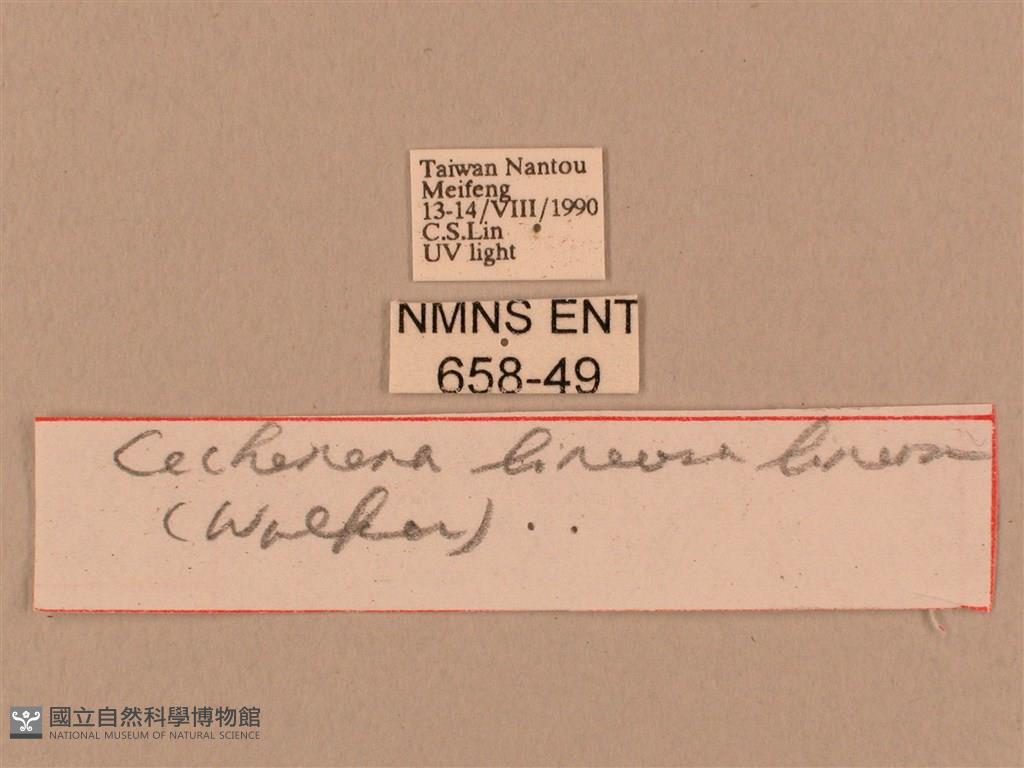 Taiwan Nantou
Meifeng
13-14/VIII/1990
C.S.Lin
UV light
NMNS ENT
658-49
Cechenena lineosa lineosa
(Walker)
國立自然科學博物館
NATIONAL MUSEUM OF NATURAL SCIENCE